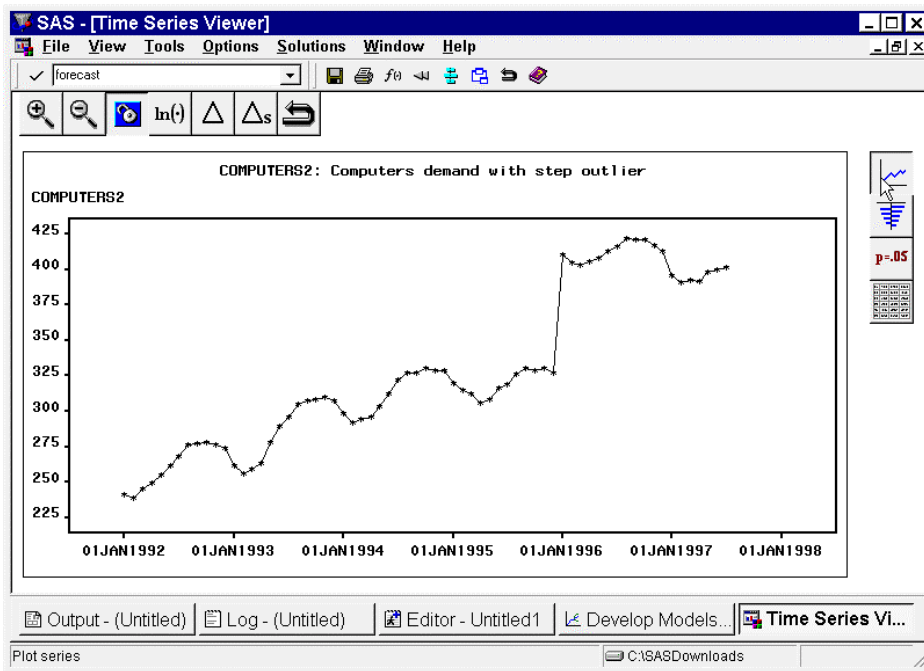 SAS - [Time Series Viewer]
File View Tools Options Solutions Window Help
forecast
ln(·) Δ Δs
COMPUTERS2: Computers demand with step outlier
COMPUTERS2
425
400
375
350
325
300
275
250
225
01JAN1992 01JAN1993 01JAN1994 01JAN1995 01JAN1996 01JAN1997 01JAN1998
p=.05
Output - (Untitled) Log - (Untitled) Editor - Untitled1 Develop Models... Time Series Vi...
Plot series C:\SASDownloads